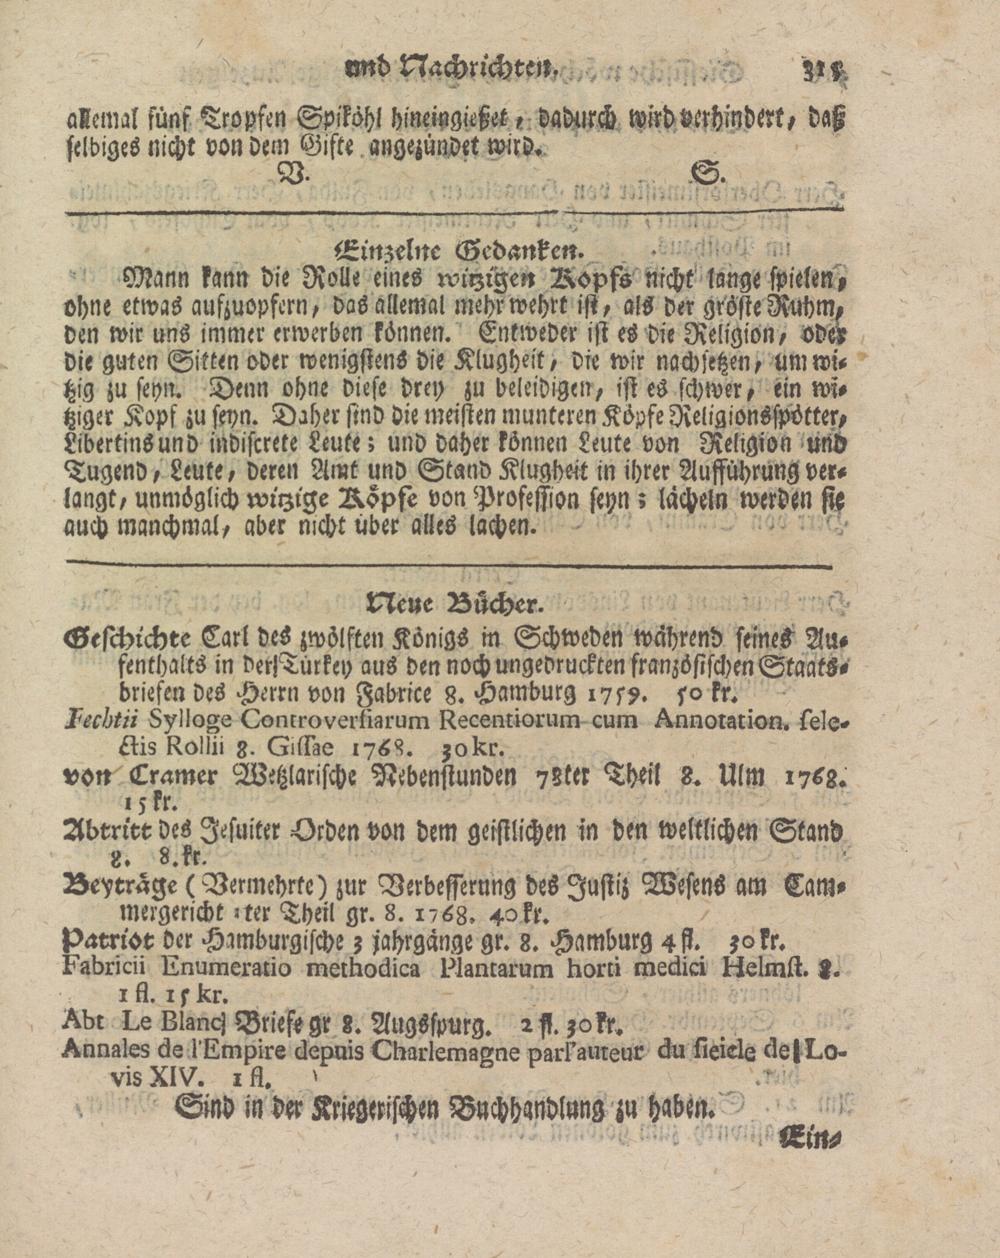 und Nachrichten. 315
allemal fünf Tropfen Spiköhl hineingießet, dadurch wird verhindert, daß
selbiges nicht von dem Gifte angezündet wird.
V. S.
Einzelne Gedanken.
Mann kann die Rolle eines witzigen Kopfs nicht lange spielen,
ohne etwas aufzuopfern, das allemal mehr wehrt ist, als der gröste Ruhm,
den wir uns immer erwerben können. Entweder ist es die Religion, oder
die guten Sitten oder wenigstens die Klugheit, die wir nachsetzen, um wi-
tzig zu seyn. Denn ohne diese drey zu beleidigen, ist es schwer, ein wi-
tziger Kopf zu seyn. Daher sind die meisten munteren Köpfe Religionsspötter,
Libertins und indiscrete Leute; und daher können Leute von Religion und
Tugend, Leute, deren Amt und Stand Klugheit in ihrer Aufführung ver-
langt, unmöglich witzige Köpfe von Profession seyn; lächeln werden sie
auch manchmal, aber nicht über alles lachen.
Neue Bücher.
Geschichte Carl des zwölften Königs in Schweden während seines Au-
fenthalts in der Türkey aus den noch ungedruckten französischen Staats-
briefen des Herrn von Fabrice 8. Hamburg 1759. 50 kr.
Fechtii Sylloge Controversiarum Recentiorum cum Annotation. sele-
ctis Rollii 8. Gissae 1768. 30 kr.
von Cramer Wetzlarische Nebenstunden 78ter Theil 8. Ulm 1768.
15 kr.
Abtritt des Jesuiter Orden von dem geistlichen in den weltlichen Stand
8. 8. kr.
Beyträge (Vermehrte) zur Verbesserung des Justiz Wesens am Cam-
mergericht ter Theil gr. 8. 1768. 40 kr.
Patriot der Hamburgische 3 jahrgänge gr. 8. Hamburg 4 fl. 30 kr.
Fabricii Enumeratio methodica Plantarum horti medici Helmst. 8.
1 fl. 15 kr.
Abt Le Blanc Briefe gr 8. Augsspurg. 2 fl. 30 kr.
Annales de l'Empire depuis Charlemagne parl'auteur du sieicle de Lo-
vis XIV. 1 fl.
Sind in der Kriegerischen Buchhandlung zu haben.
Ein-